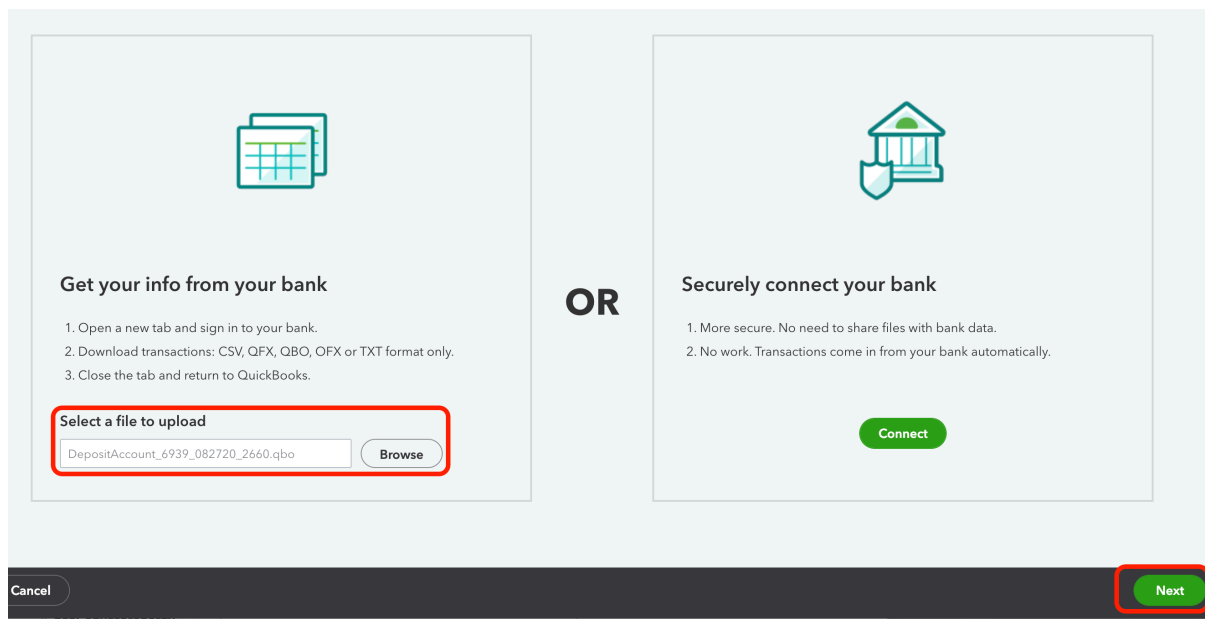 Get your info from your bank
1. Open a new tab and sign in to your bank.
2. Download transactions: CSV, QFX, QBO, OFX or TXT format only.
3. Close the tab and return to QuickBooks.
Select a file to upload
DepositAccount_6939_082720_2660.qbo
Browse
OR
Securely connect your bank
1. More secure. No need to share files with bank data.
2. No work. Transactions come in from your bank automatically.
Connect
Cancel
Next